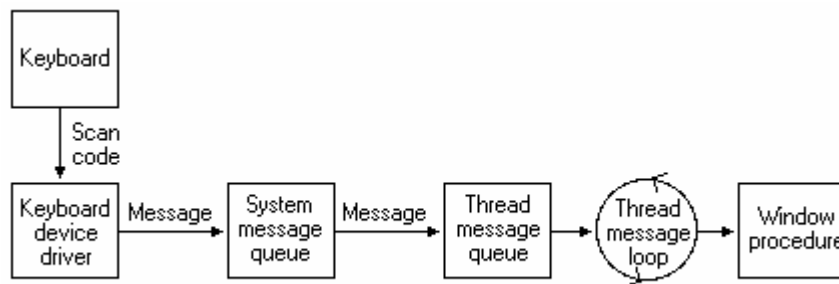 Keyboard
Scan
code
Keyboard
device
driver
Message
System
message
queue
Message
Thread
message
queue
Thread
message
loop
Window
procedure